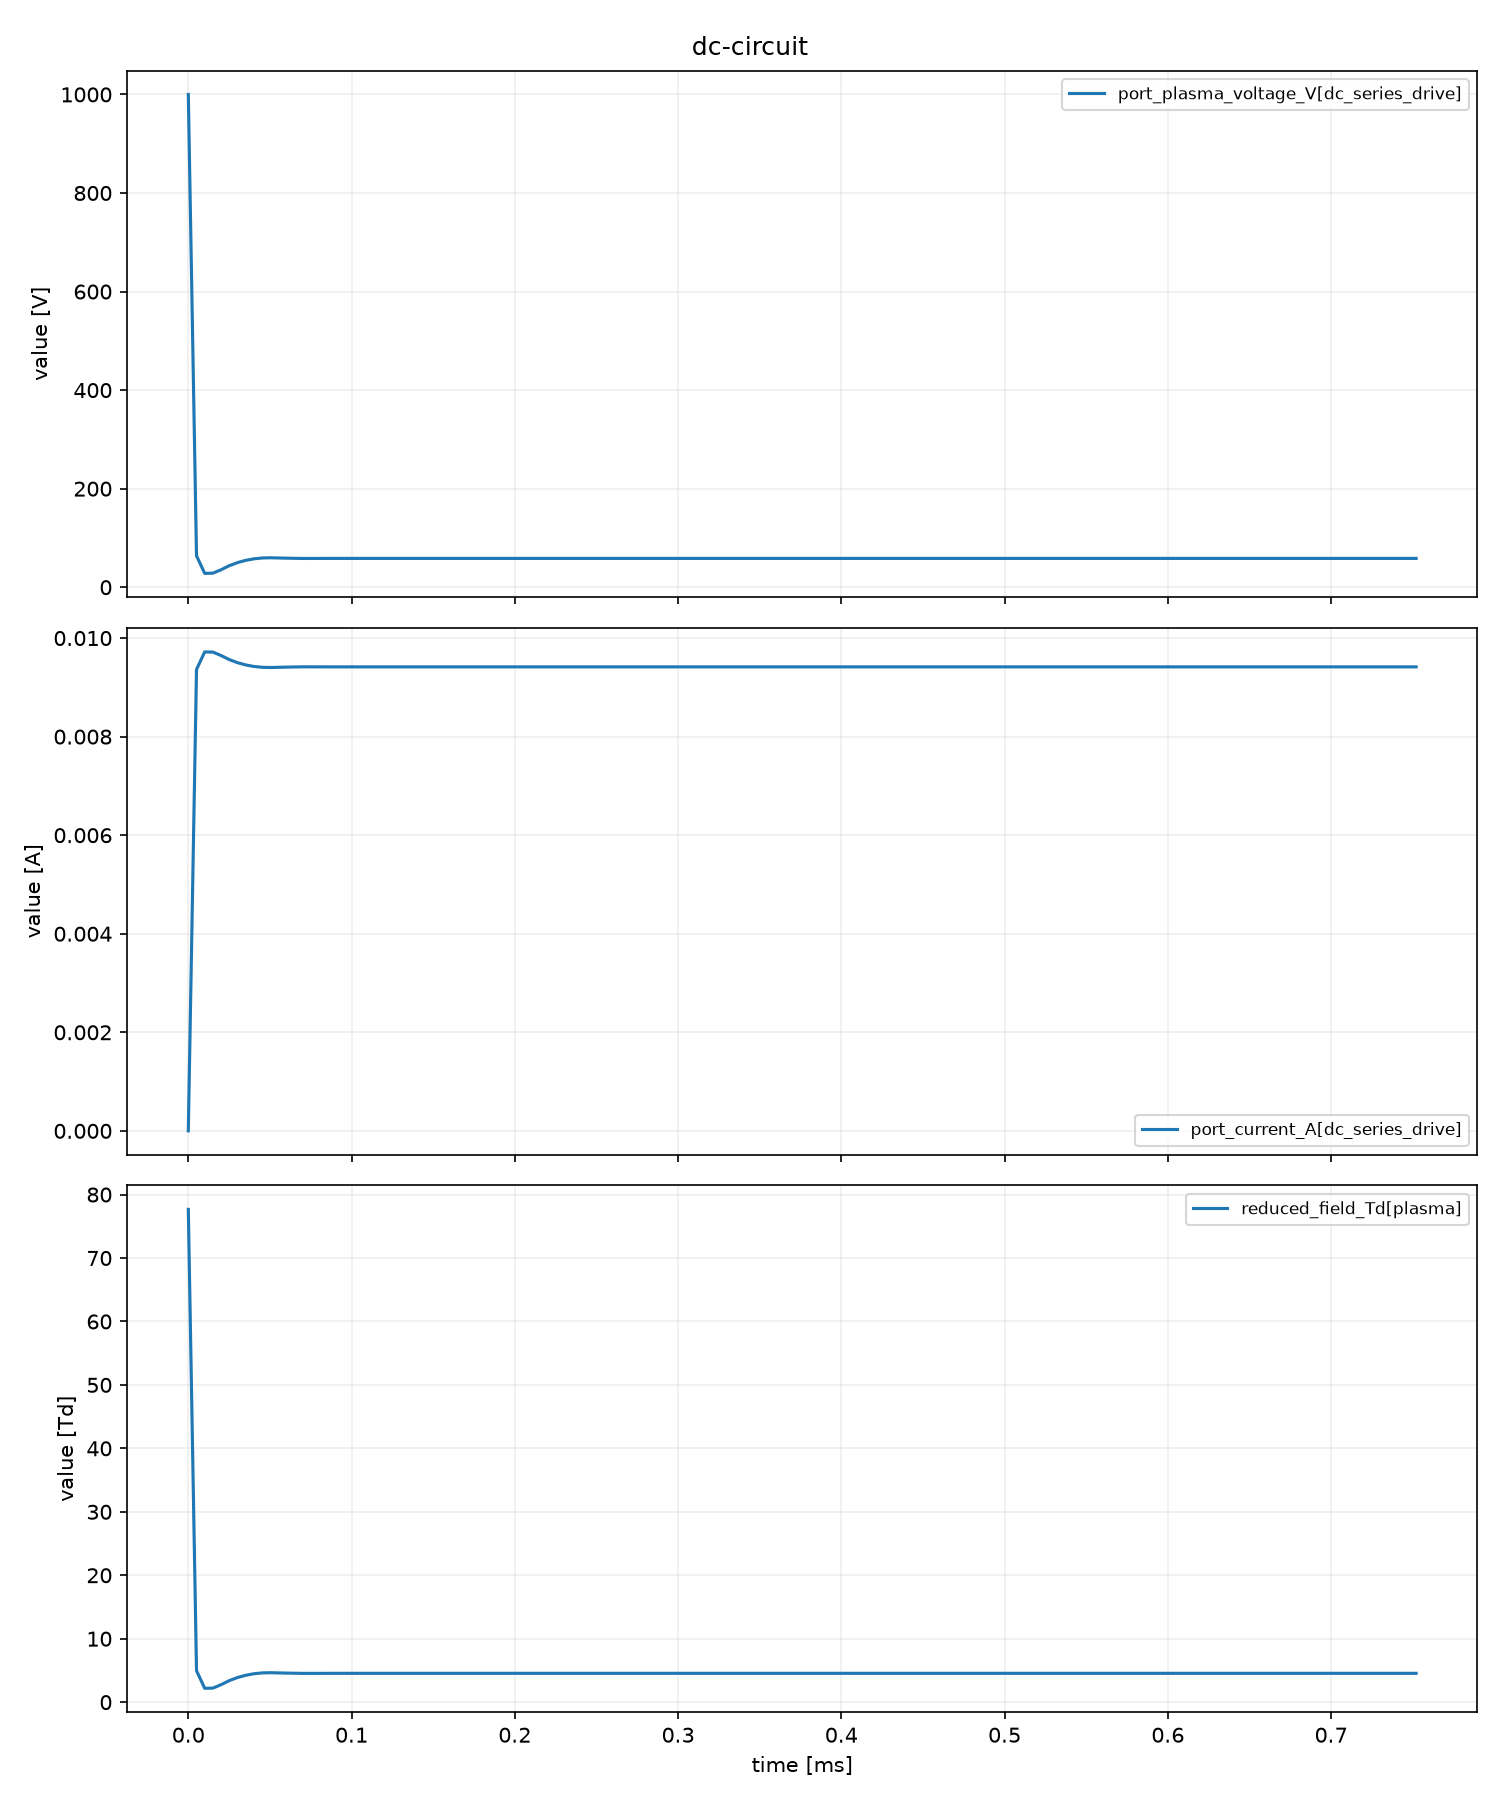 dc-circuit
1000
800
600
400
200
0
value [V]
port_plasma_voltage_V[dc_series_drive]
0.010
0.008
0.006
0.004
0.002
0.000
value [A]
port_current_A[dc_series_drive]
80
70
60
50
40
30
20
10
0
value [Td]
reduced_field_Td[plasma]
0.0 0.1 0.2 0.3 0.4 0.5 0.6 0.7
time [ms]